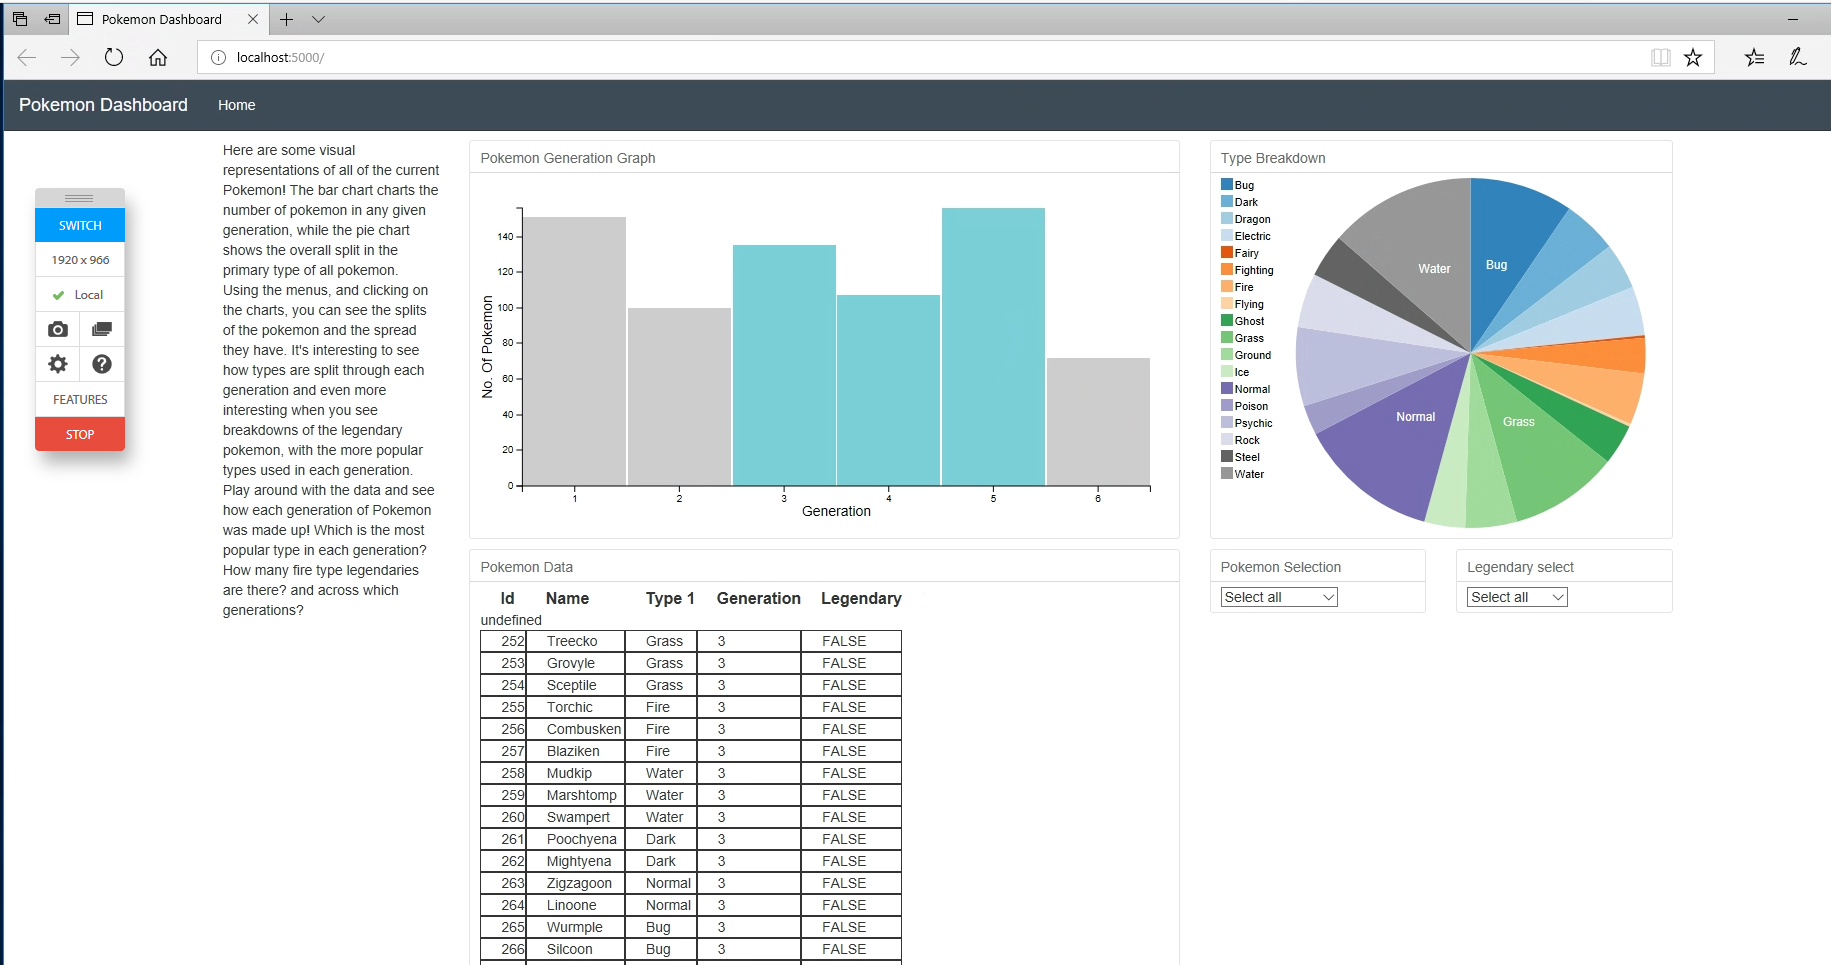 Pokemon Dashboard
localhost:5000/
Pokemon Dashboard Home
SWITCH
1920 x 966
Local
FEATURES
STOP
Here are some visual
representations of all of the current
Pokemon! The bar chart charts the
number of pokemon in any given
generation, while the pie chart
shows the overall split in the
primary type of all pokemon.
Using the menus, and clicking on
the charts, you can see the splits
of the pokemon and the spread
they have. It's interesting to see
how types are split through each
generation and even more
interesting when you see
breakdowns of the legendary
pokemon, with the more popular
types used in each generation.
Play around with the data and see
how each generation of Pokemon
was made up! Which is the most
popular type in each generation?
How many fire type legendaries
are there? and across which
generations?
Pokemon Generation Graph
No. Of Pokemon
140
120
100
80
60
40
20
0
1 2 3 4 5 6
Generation
Type Breakdown
Bug
Dark
Dragon
Electric
Fairy
Fighting
Fire
Flying
Ghost
Grass
Ground
Ice
Normal
Poison
Psychic
Rock
Steel
Water
Water
Bug
Normal
Grass
Pokemon Data
Id Name Type 1 Generation Legendary
undefined
252 Treecko Grass 3 FALSE
253 Grovyle Grass 3 FALSE
254 Sceptile Grass 3 FALSE
255 Torchic Fire 3 FALSE
256 Combusken Fire 3 FALSE
257 Blaziken Fire 3 FALSE
258 Mudkip Water 3 FALSE
259 Marshtomp Water 3 FALSE
260 Swampert Water 3 FALSE
261 Poochyena Dark 3 FALSE
262 Mightyena Dark 3 FALSE
263 Zigzagoon Normal 3 FALSE
264 Linoone Normal 3 FALSE
265 Wurmple Bug 3 FALSE
266 Silcoon Bug 3 FALSE
Pokemon Selection
Select all
Legendary select
Select all